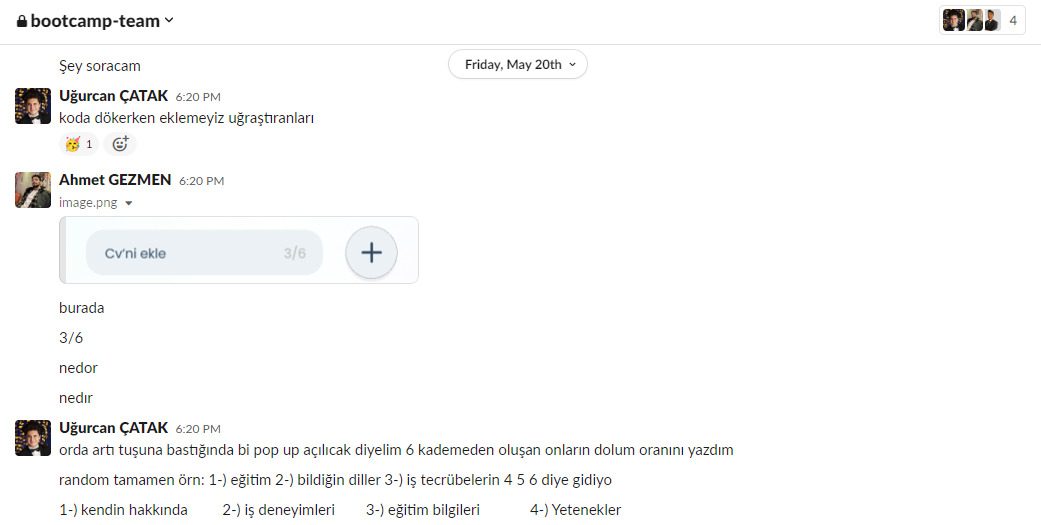 bootcamp-team
4
Şey soracam
Friday, May 20th
Uğurcan ÇATAK 6:20 PM
koda dökerken eklemeyiz uğraştıranları
1
Ahmet GEZMEN 6:20 PM
image.png
Cv'ni ekle 3/6
burada
3/6
nedor
nedır
Uğurcan ÇATAK 6:20 PM
orda artı tuşuna bastığında bi pop up açılıcak diyelim 6 kademeden oluşan onların dolum oranını yazdım
random tamamen örn: 1-) eğitim 2-) bildiğin diller 3-) iş tecrübelerin 4 5 6 diye gidiyo
1-) kendin hakkında 2-) iş deneyimleri 3-) eğitim bilgileri 4-) Yetenekler